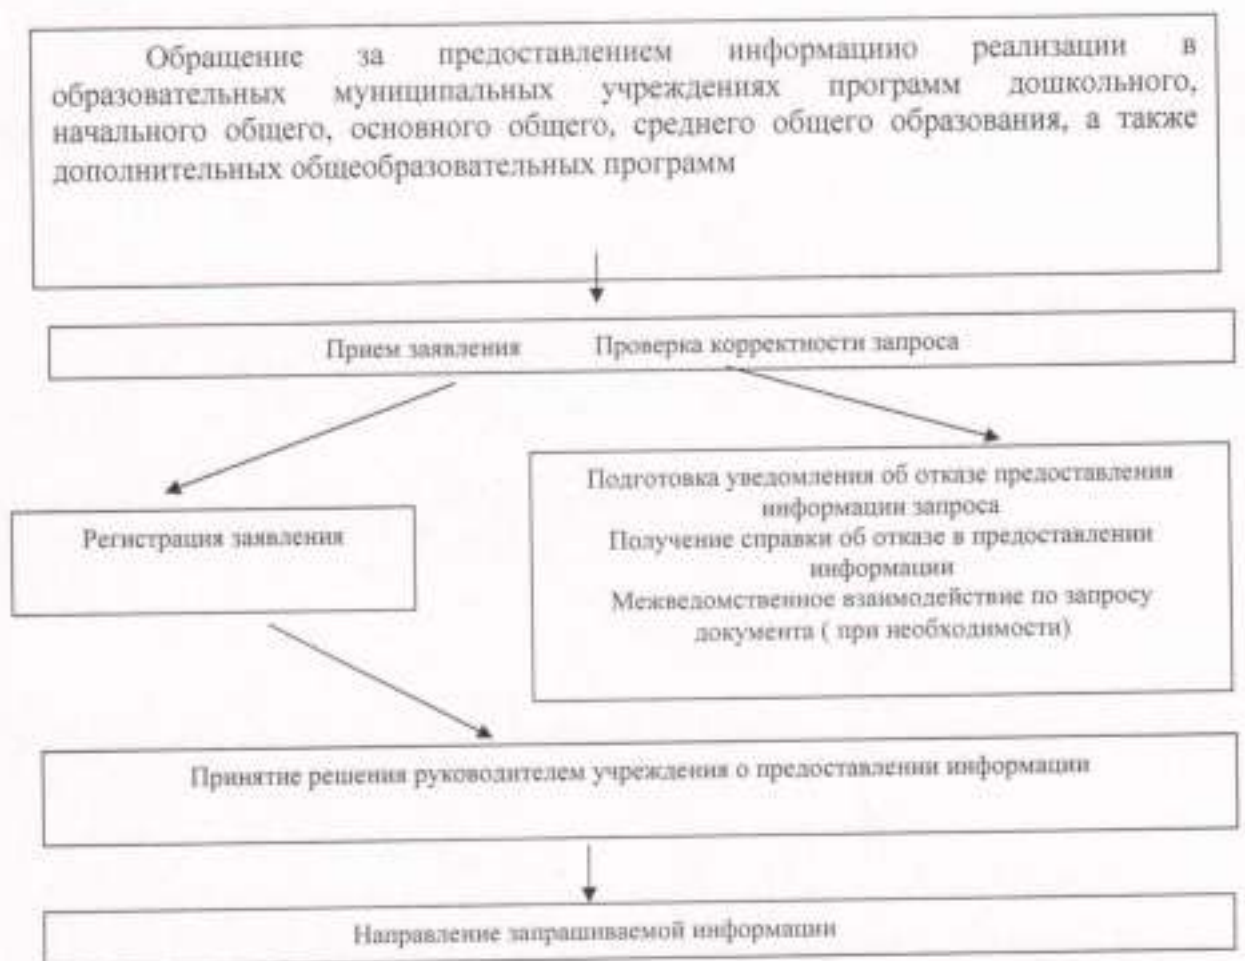 Обращение за предоставлением информациио реализации в
образовательных муниципальных учреждениях программ дошкольного,
начального общего, основного общего, среднего общего образования, а также
дополнительных общеобразовательных программ
Прием заявления Проверка корректности запроса
Подготовка уведомления об отказе предоставления
информации запроса
Получение справки об отказе в предоставлении
информации
Межведомственное взаимодействие по запросу
документа ( при необходимости)
Регистрация заявления
Принятие решения руководителем учреждения о предоставлении информации
Направление запрашиваемой информации